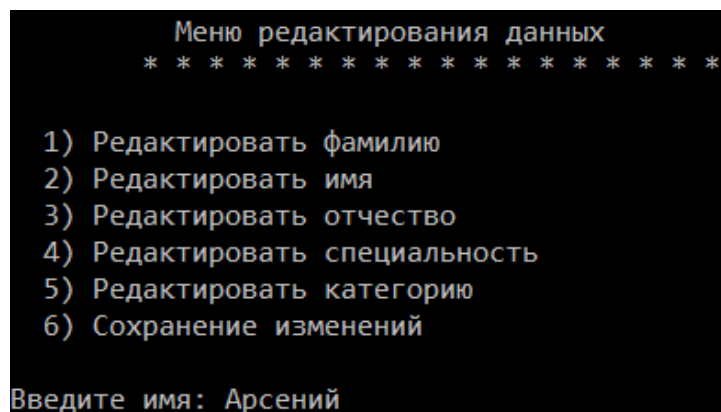 Меню редактирования данных
* * * * * * * * * * * * * * * * * *
1) Редактировать фамилию
2) Редактировать имя
3) Редактировать отчество
4) Редактировать специальность
5) Редактировать категорию
6) Сохранение изменений
Введите имя: Арсений